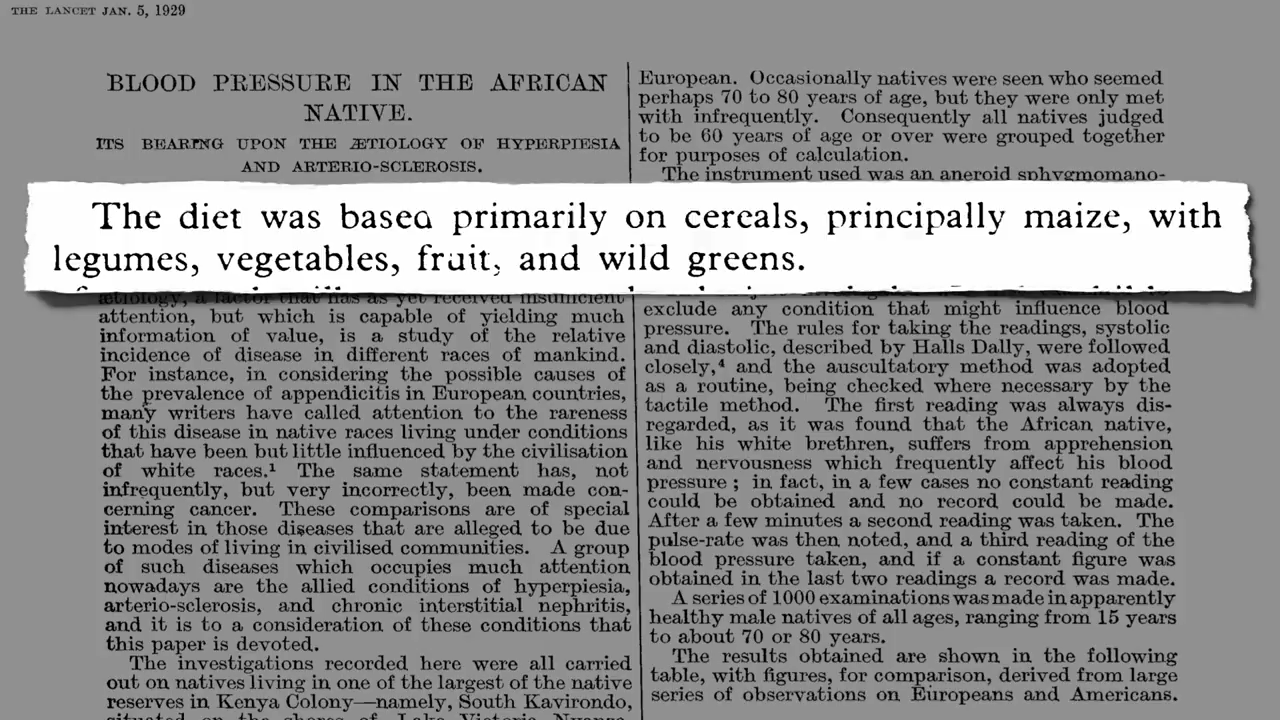 THE LANCET JAN. 5, 1929
BLOOD PRESSURE IN THE AFRICAN
NATIVE.
ITS BEARING UPON THE ÆTIOLOGY OF HYPERPIESIA
AND ARTERIO-SCLEROSIS.
The diet was based primarily on cereals, principally maize, with
legumes, vegetables, fruit, and wild greens.
ætiology, a factor that has as yet received insufficient
attention, but which is capable of yielding much
information of value, is a study of the relative
incidence of disease in different races of mankind.
For instance, in considering the possible causes of
the prevalence of appendicitis in European countries,
many writers have called attention to the rareness
of this disease in native races living under conditions
that have been but little influenced by the civilisation
of white races.¹ The same statement has, not
infrequently, but very incorrectly, been made con-
cerning cancer. These comparisons are of special
interest in those diseases that are alleged to be due
to modes of living in civilised communities. A group
of such diseases which occupies much attention
nowadays are the allied conditions of hyperpiesia,
arterio-sclerosis, and chronic interstitial nephritis,
and it is to a consideration of these conditions that
this paper is devoted.
The investigations recorded here were all carried
out on natives living in one of the largest of the native
reserves in Kenya Colony—namely, South Kavirondo,
situated on the shores of Lake Victoria Nyanza.
European. Occasionally natives were seen who seemed
perhaps 70 to 80 years of age, but they were only met
with infrequently. Consequently all natives judged
to be 60 years of age or over were grouped together
for purposes of calculation.
The instrument used was an aneroid sphygmomano-
exclude any condition that might influence blood
pressure. The rules for taking the readings, systolic
and diastolic, described by Halls Dally, were followed
closely,⁴ and the auscultatory method was adopted
as a routine, being checked where necessary by the
tactile method. The first reading was always dis-
regarded, as it was found that the African native,
like his white brethren, suffers from apprehension
and nervousness which frequently affect his blood
pressure ; in fact, in a few cases no constant reading
could be obtained and no record could be made.
After a few minutes a second reading was taken. The
pulse-rate was then noted, and a third reading of the
blood pressure taken, and if a constant figure was
obtained in the last two readings a record was made.
A series of 1000 examinations was made in apparently
healthy male natives of all ages, ranging from 15 years
to about 70 or 80 years.
The results obtained are shown in the following
table, with figures, for comparison, derived from large
series of observations on Europeans and Americans.